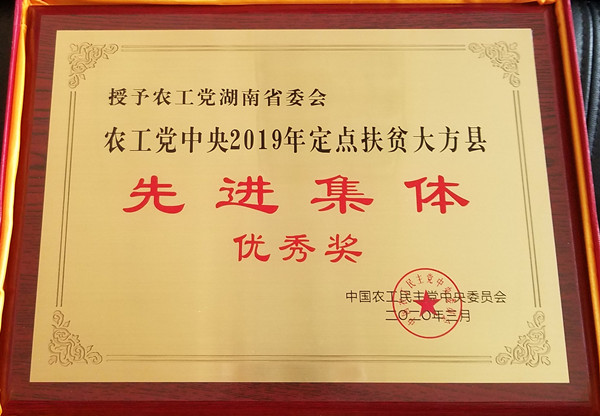 授予农工党湖南省委会
农工党中央2019年定点扶贫大方县
先进集体
优秀奖
中国农工民主党中央委员会
二〇二〇年三月